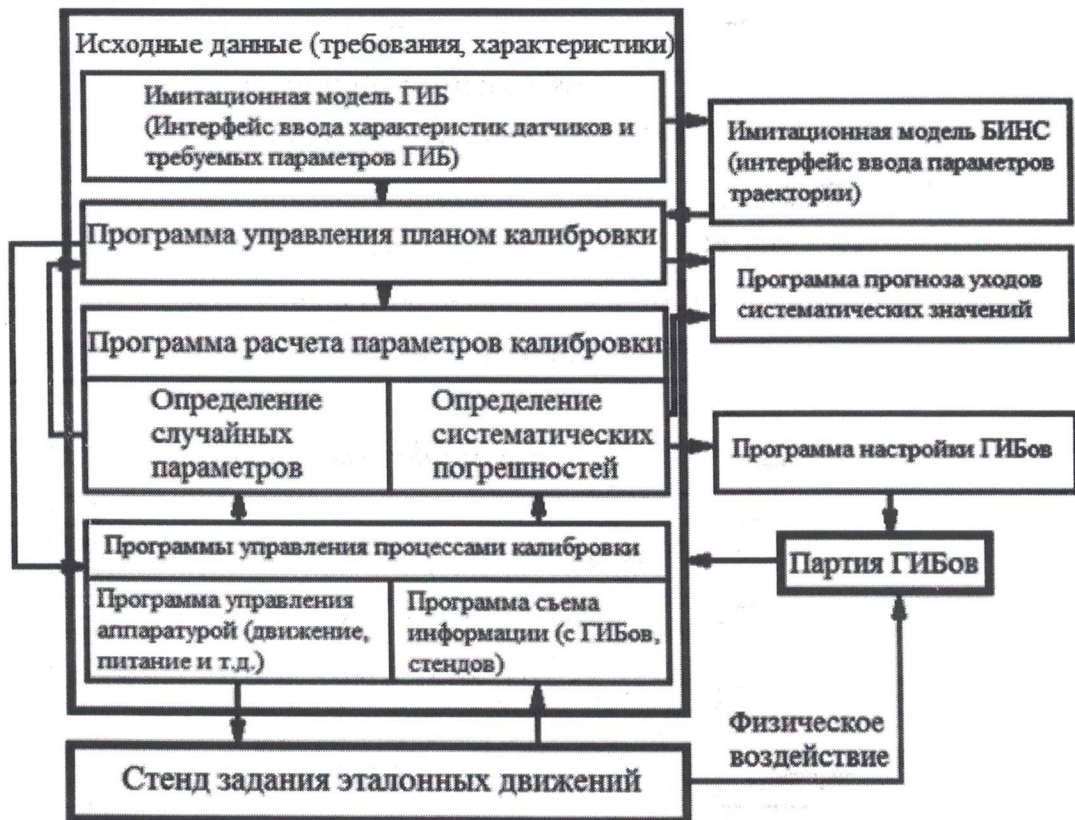 Исходные данные (требования, характеристики)
Имитационная модель ГИБ
(Интерфейс ввода характеристик датчиков и
требуемых параметров ГИБ)
Имитационная модель БИНС
(интерфейс ввода параметров
траектории)
Программа управления планом калибровки
Программа прогноза уходов
систематических значений
Программа расчета параметров калибровки
Определение
случайных
параметров
Определение
систематических
погрешностей
Программа настройки ГИБов
Программы управления процессами калибровки
Партия ГИБов
Программа управления
аппаратурой (движение,
питание и т.д.)
Программа съема
информации (с ГИБов,
стендов)
Физическое
воздействие
Стенд задания эталонных движений